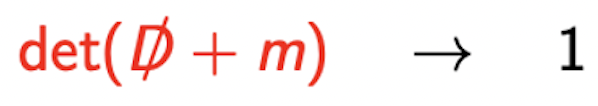 det(D̸ + m) → 1